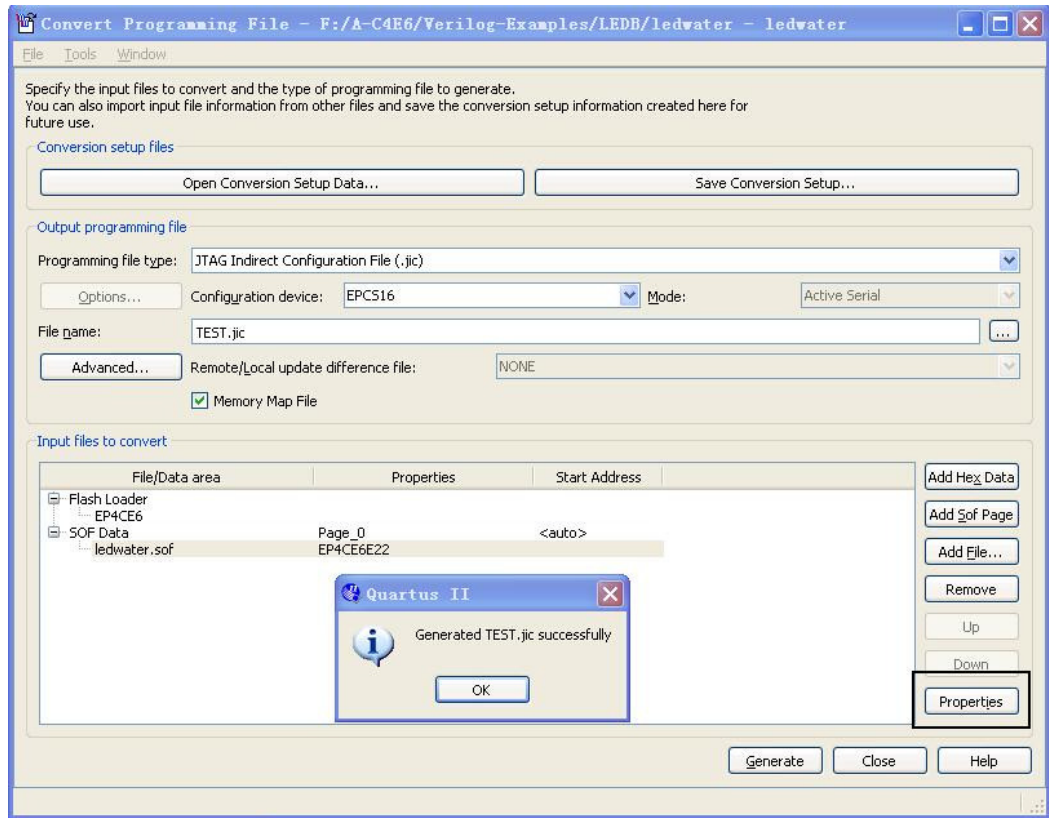 Convert Programming File - F:/A-C4E6/Verilog-Examples/LEDB/ledwater - ledwater
File Tools Window
Specify the input files to convert and the type of programming file to generate.
You can also import input file information from other files and save the conversion setup information created here for
future use.
Conversion setup files
Open Conversion Setup Data... Save Conversion Setup...
Output programming file
Programming file type: JTAG Indirect Configuration File (.jic)
Options... Configuration device: EPCS16 Mode: Active Serial
File name: TEST.jic ...
Advanced... Remote/Local update difference file: NONE
Memory Map File
Input files to convert
File/Data area Properties Start Address Add Hex Data
Flash Loader
EP4CE6 Add Sof Page
SOF Data Page_0 <auto>
ledwater.sof EP4CE6E22 Add File...
Quartus II Remove
Generated TEST.jic successfully Up
Down
OK Properties
Generate Close Help